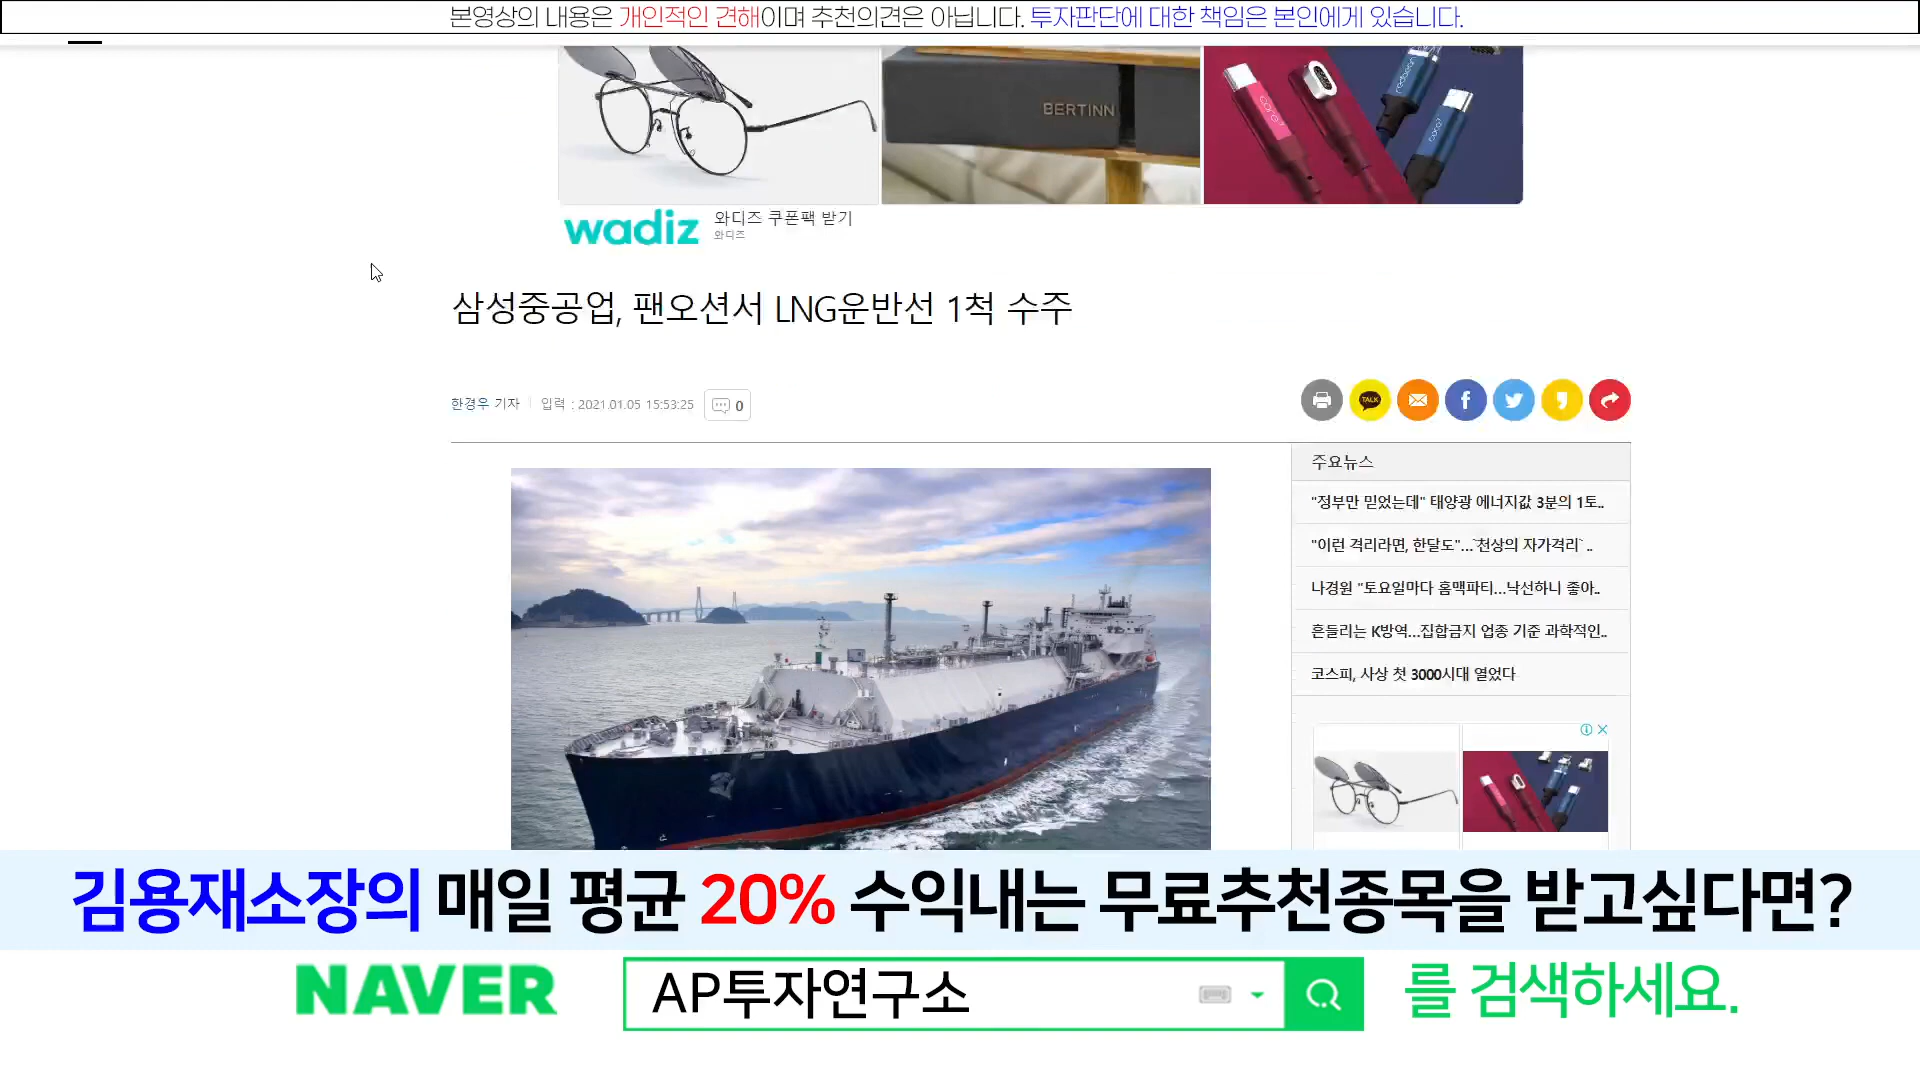 본영상의 내용은 개인적인 견해이며 추천의견은 아닙니다. 투자판단에 대한 책임은 본인에게 있습니다.
BERTINN
wadiz 와디즈 쿠폰팩 받기
와디즈
삼성중공업, 팬오션서 LNG운반선 1척 수주
한경우 기자 입력 : 2021.01.05 15:53:25 0
TALK
주요뉴스
"정부만 믿었는데" 태양광 에너지값 3분의 1토..
"이런 격리라면, 한달도"...`천상의 자가격리` ..
나경원 "토요일마다 홈맥파티...낙선하니 좋아..
흔들리는 K방역...집합금지 업종 기준 과학적인..
코스피, 사상 첫 3000시대 열었다
김용재소장의 매일 평균 20% 수익내는 무료추천종목을 받고싶다면?
NAVER AP투자연구소 를 검색하세요.